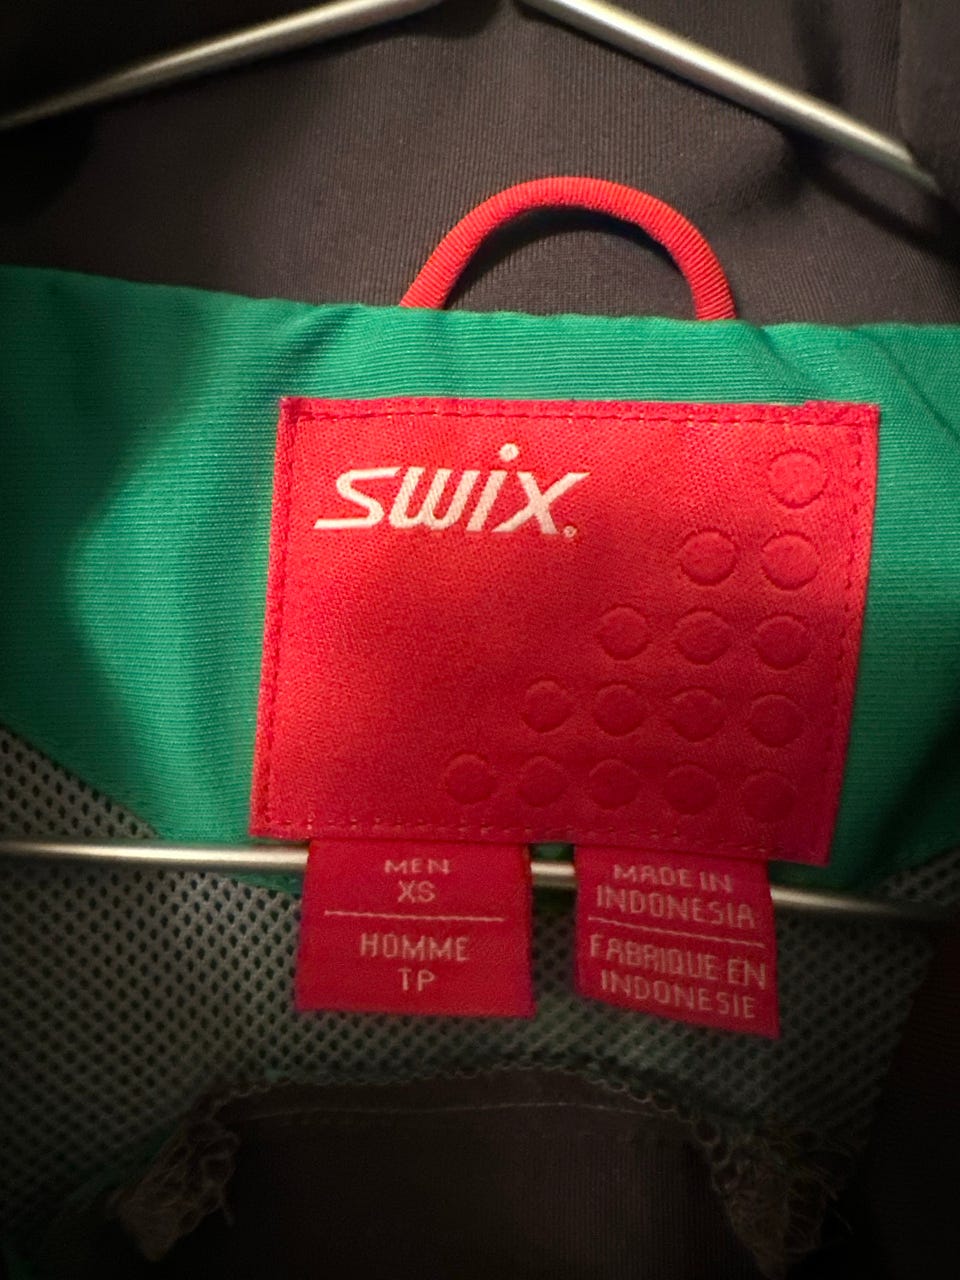 swix
MEN
XS
HOMME
TP
MADE IN
INDONESIA
FABRIQUE EN
INDONESIE